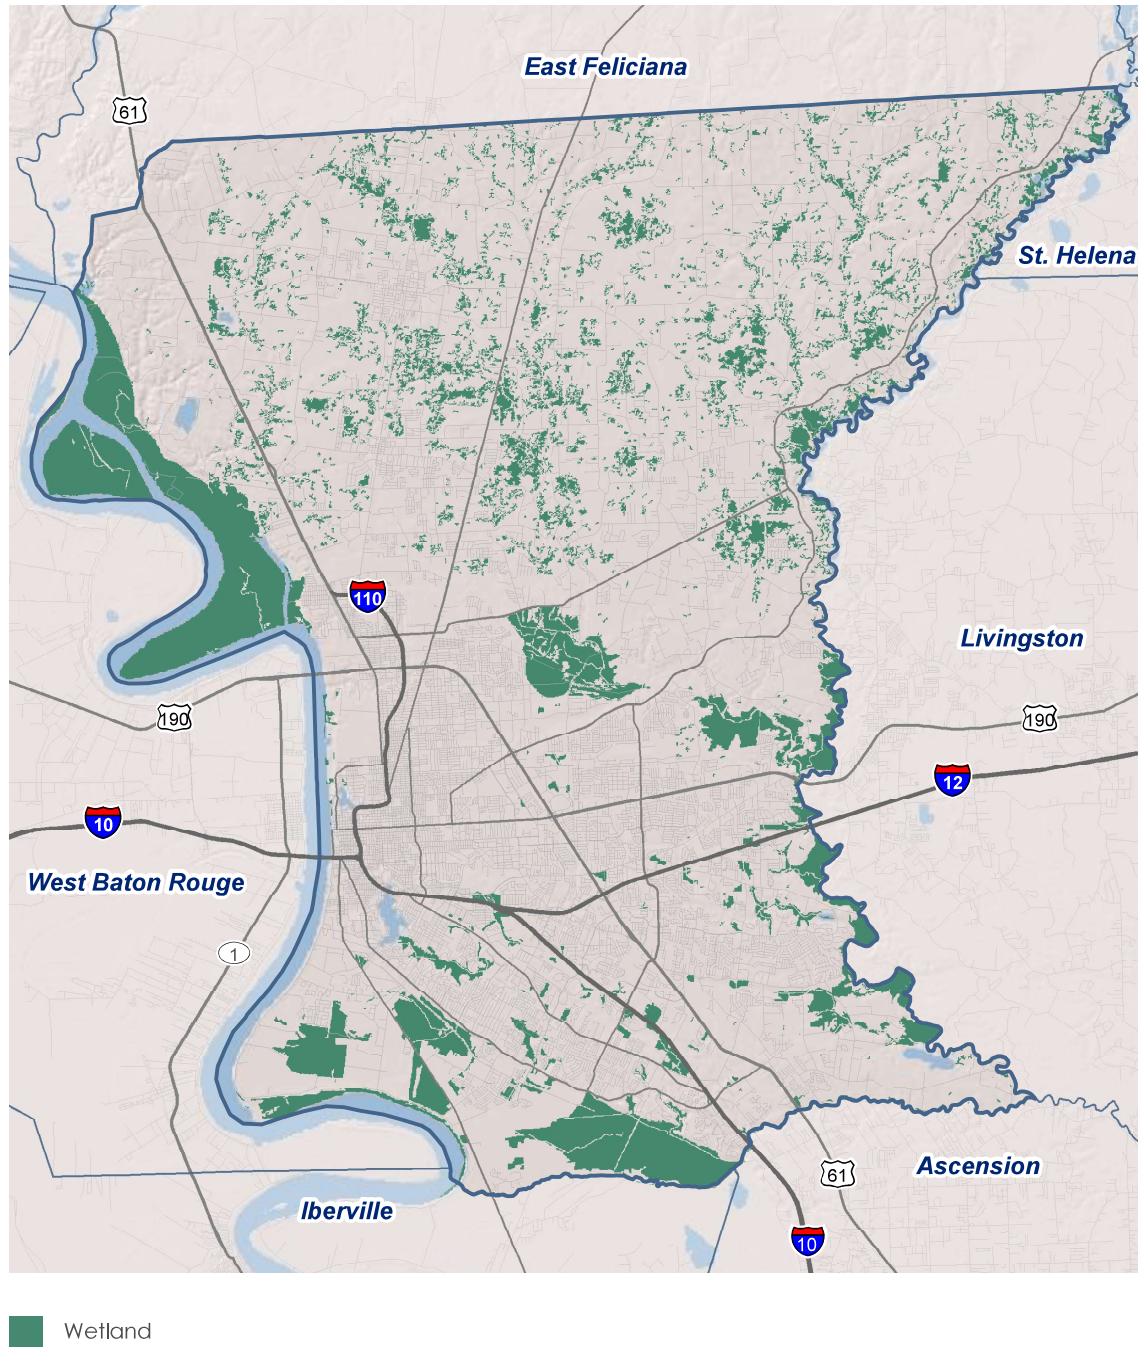 East Feliciana
61
St. Helena
110
Livingston
190
190
12
10
West Baton Rouge
1
Ascension
61
Iberville
10
Wetland